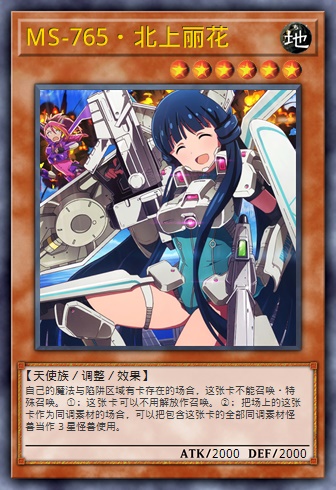 MS-765・北上丽花
地
【天使族／调整／效果】
自己的魔法与陷阱区域有卡存在的场合，这张卡不能召唤・特
殊召唤。①：这张卡可以不用解放作召唤。②：把场上的这张
卡作为同调素材的场合，可以把包含这张卡的全部同调素材怪
兽当作３星怪兽使用。
ATK/2000 DEF/2000